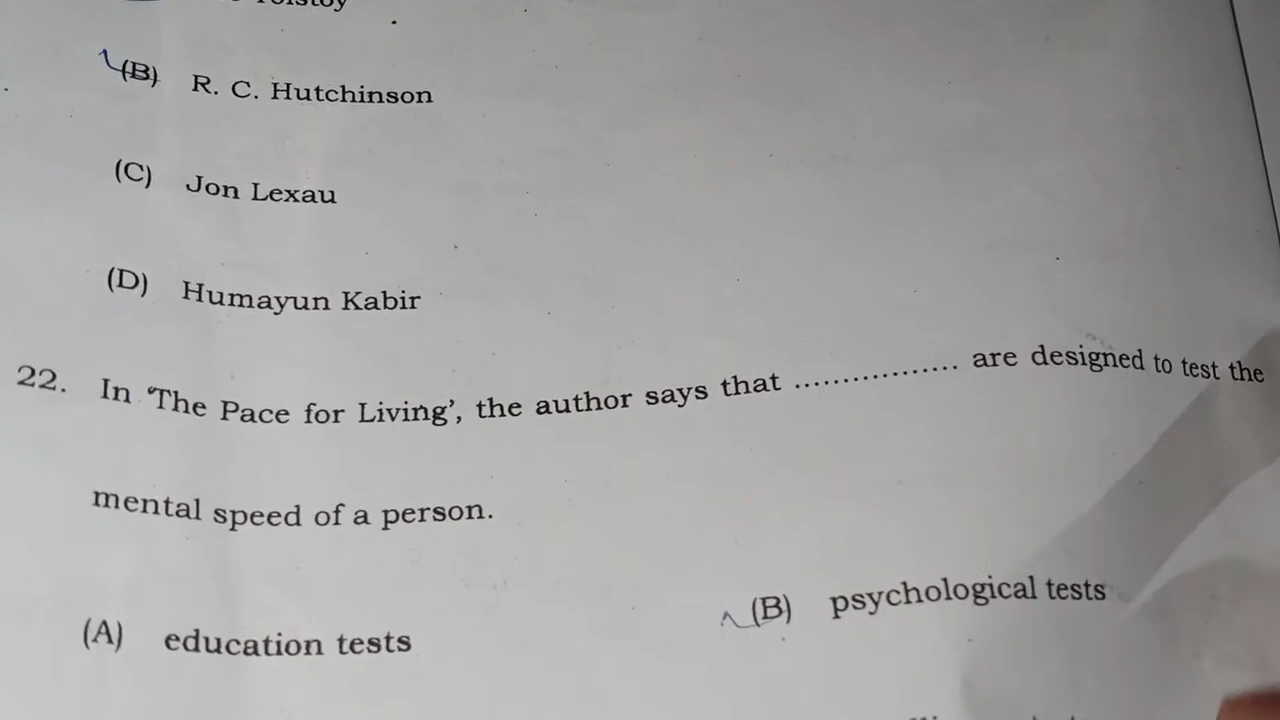 Tolstoy
(B) R. C. Hutchinson
(C) Jon Lexau
(D) Humayun Kabir
22. In 'The Pace for Living', the author says that ................. are designed to test the
mental speed of a person.
(A) education tests (B) psychological tests